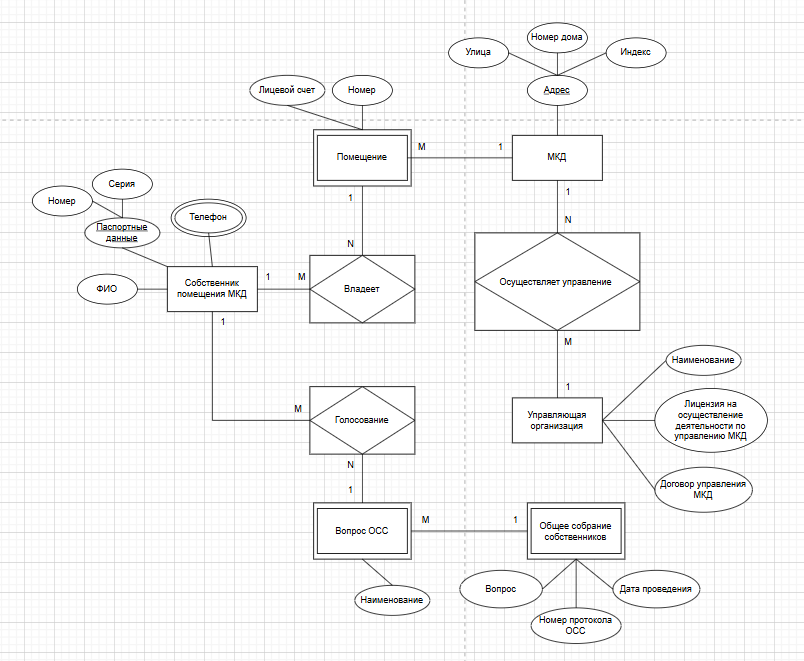 Номер дома
Улица
Индекс
Адрес
Лицевой счет
Номер
Помещение
М
1
МКД
Серия
Номер
Паспортные
данные
Телефон
1
1
N
N
ФИО
Собственник
помещения МКД
1
М
Владеет
Осуществляет управление
1
М
1
Наименование
М
Голосование
Управляющая
организация
Лицензия на
осуществление
деятельности по
управлению МКД
N
1
Договор управления
МКД
Вопрос ОСС
М
1
Общее собрание
собственников
Наименование
Вопрос
Номер протокола
ОСС
Дата проведения